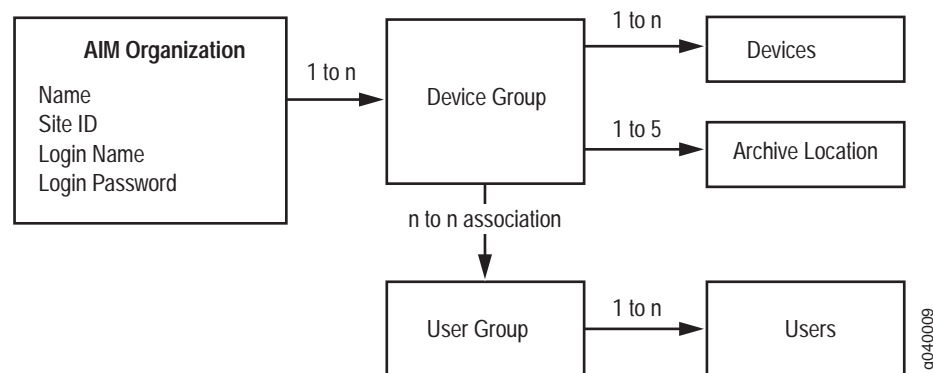 AIM Organization
Name
Site ID
Login Name
Login Password
1 to n
Device Group
1 to n
Devices
1 to 5
Archive Location
n to n association
User Group
1 to n
Users
g040009